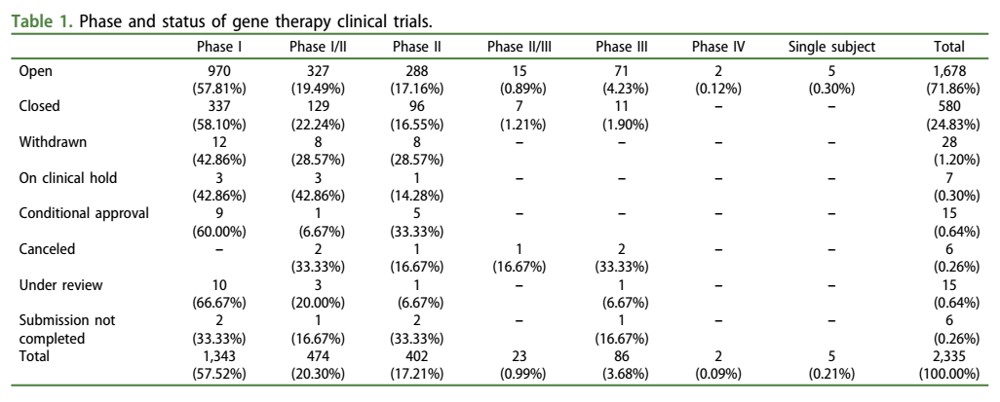 Table 1. Phase and status of gene therapy clinical trials.
Phase I Phase I/II Phase II Phase II/III Phase III Phase IV Single subject Total
Open 970 327 288 15 71 2 5 1,678
(57.81%) (19.49%) (17.16%) (0.89%) (4.23%) (0.12%) (0.30%) (71.86%)
Closed 337 129 96 7 11 – – 580
(58.10%) (22.24%) (16.55%) (1.21%) (1.90%) (24.83%)
Withdrawn 12 8 8 – – – – 28
(42.86%) (28.57%) (28.57%) (1.20%)
On clinical hold 3 3 1 – – – – 7
(42.86%) (42.86%) (14.28%) (0.30%)
Conditional approval 9 1 5 – – – – 15
(60.00%) (6.67%) (33.33%) (0.64%)
Canceled – 2 1 1 2 – – 6
(33.33%) (16.67%) (16.67%) (33.33%) (0.26%)
Under review 10 3 1 – 1 – – 15
(66.67%) (20.00%) (6.67%) (6.67%) (0.64%)
Submission not 2 1 2 – 1 – – 6
completed (33.33%) (16.67%) (33.33%) (16.67%) (0.26%)
Total 1,343 474 402 23 86 2 5 2,335
(57.52%) (20.30%) (17.21%) (0.99%) (3.68%) (0.09%) (0.21%) (100.00%)